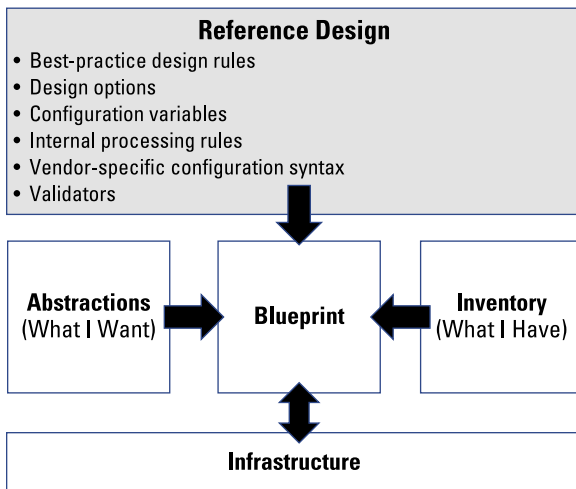 Reference Design
• Best-practice design rules
• Design options
• Configuration variables
• Internal processing rules
• Vendor-specific configuration syntax
• Validators
Abstractions
(What I Want)
Blueprint
Inventory
(What I Have)
Infrastructure